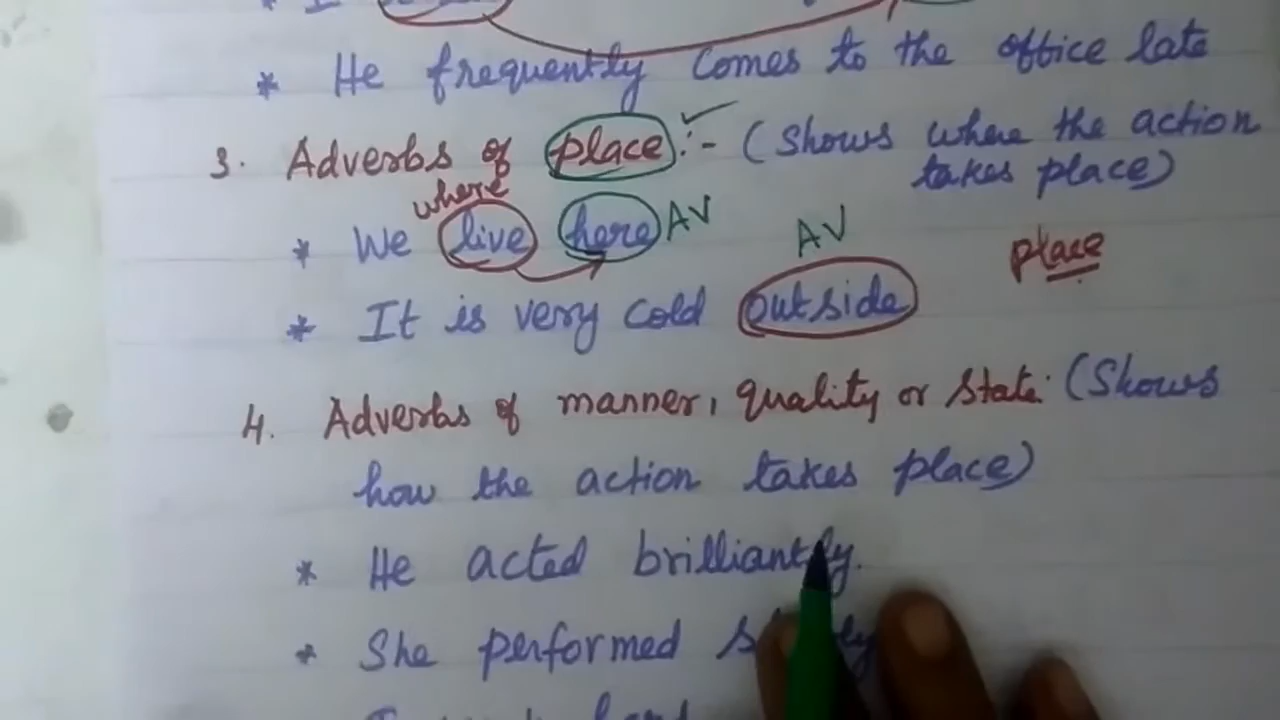 * I
* He frequently comes to the office late
3. Adverbs of place :- (Shows where the action
takes place)
where
* We live here AV
AV
place
* It is very cold outside
4. Adverbs of manner, quality or state (Shows
how the action takes place)
* He acted brilliantly.
* She performed